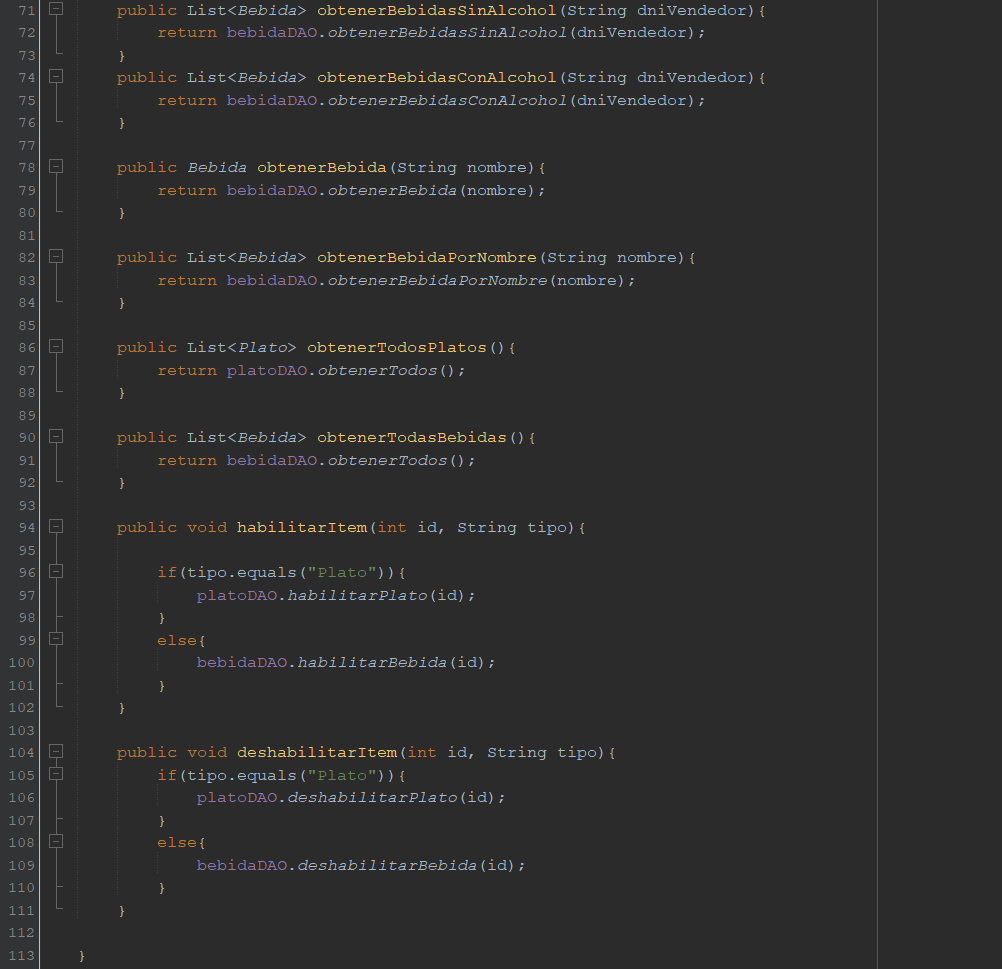 71 public List<Bebida> obtenerBebidasSinAlcohol(String dniVendedor){
72 return bebidaDAO.obtenerBebidasSinAlcohol(dniVendedor);
73 }
74 public List<Bebida> obtenerBebidasConAlcohol(String dniVendedor){
75 return bebidaDAO.obtenerBebidasConAlcohol(dniVendedor);
76 }
77
78 public Bebida obtenerBebida(String nombre){
79 return bebidaDAO.obtenerBebida(nombre);
80 }
81
82 public List<Bebida> obtenerBebidaPorNombre(String nombre){
83 return bebidaDAO.obtenerBebidaPorNombre(nombre);
84 }
85
86 public List<Plato> obtenerTodosPlatos(){
87 return platoDAO.obtenerTodos();
88 }
89
90 public List<Bebida> obtenerTodasBebidas(){
91 return bebidaDAO.obtenerTodos();
92 }
93
94 public void habilitarItem(int id, String tipo){
95
96 if(tipo.equals("Plato")){
97 platoDAO.habilitarPlato(id);
98 }
99 else{
100 bebidaDAO.habilitarBebida(id);
101 }
102 }
103
104 public void deshabilitarItem(int id, String tipo){
105 if(tipo.equals("Plato")){
106 platoDAO.deshabilitarPlato(id);
107 }
108 else{
109 bebidaDAO.deshabilitarBebida(id);
110 }
111 }
112
113 }